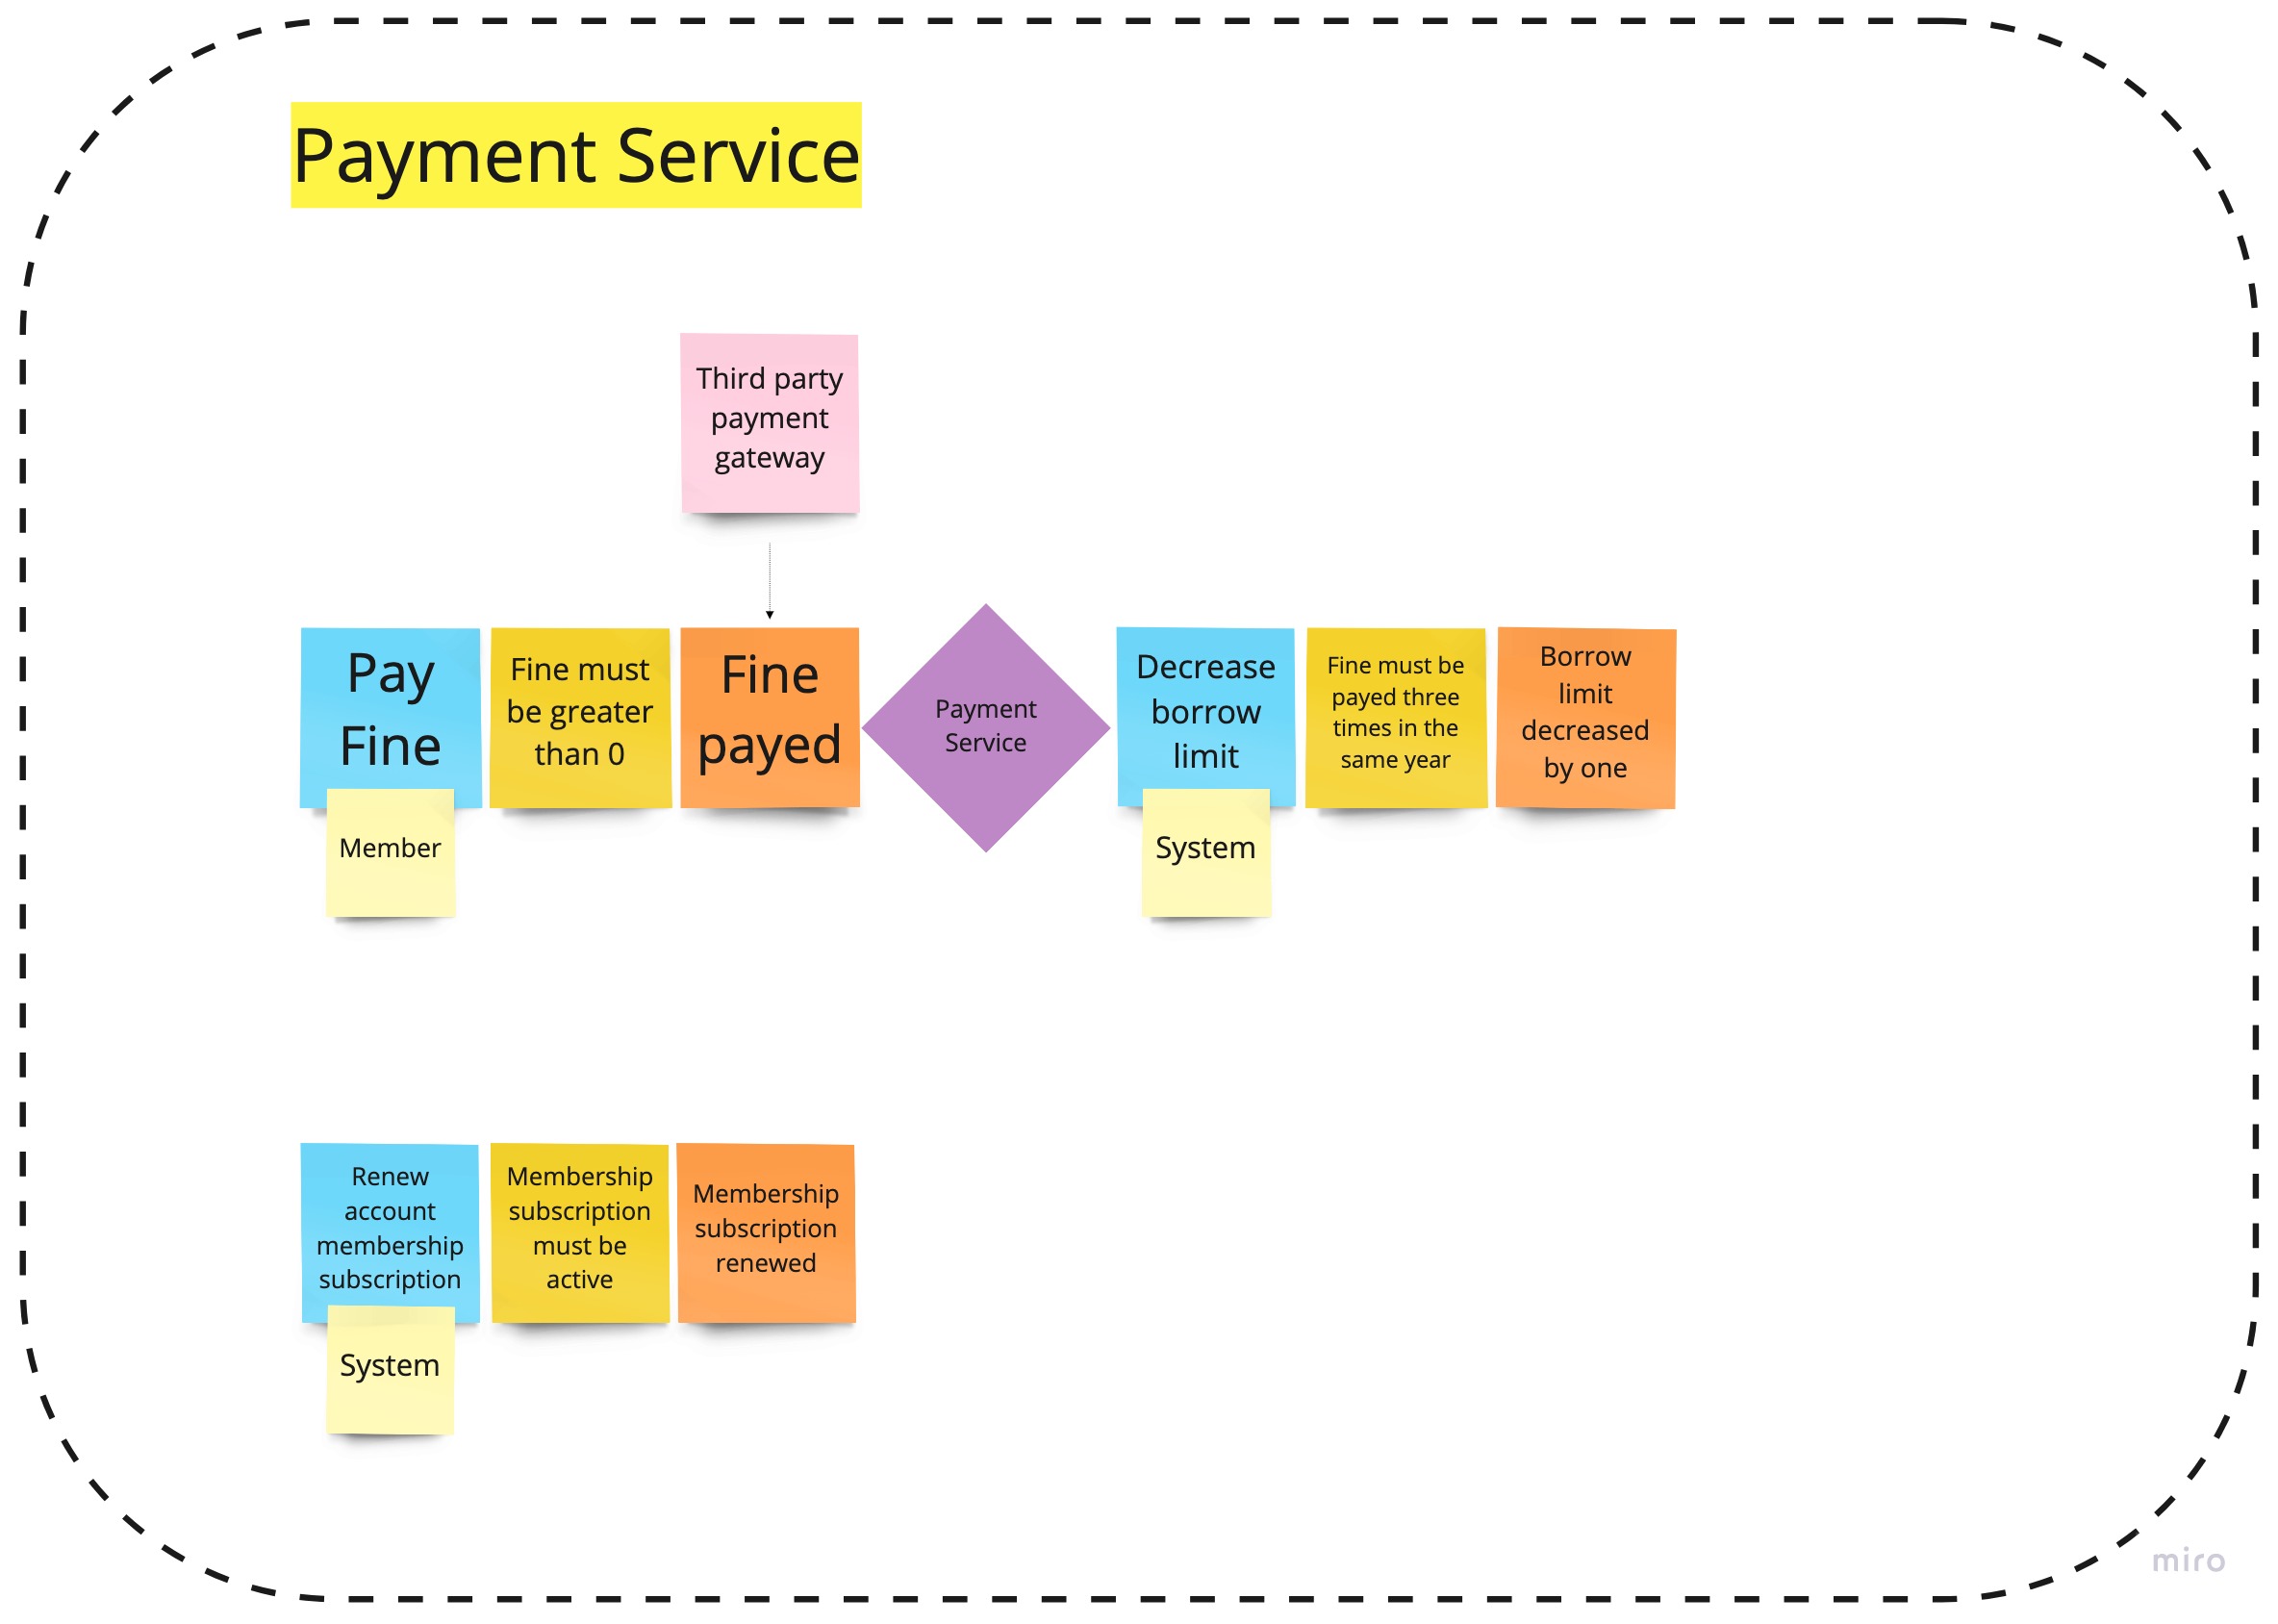 Payment Service
Third party
payment
gateway
Pay
Fine
Member
Fine must
be greater
than 0
Fine
payed
Payment
Service
Decrease
borrow
limit
System
Fine must be
payed three
times in the
same year
Borrow
limit
decreased
by one
Renew
account
membership
subscription
System
Membership
subscription
must be
active
Membership
subscription
renewed
miro